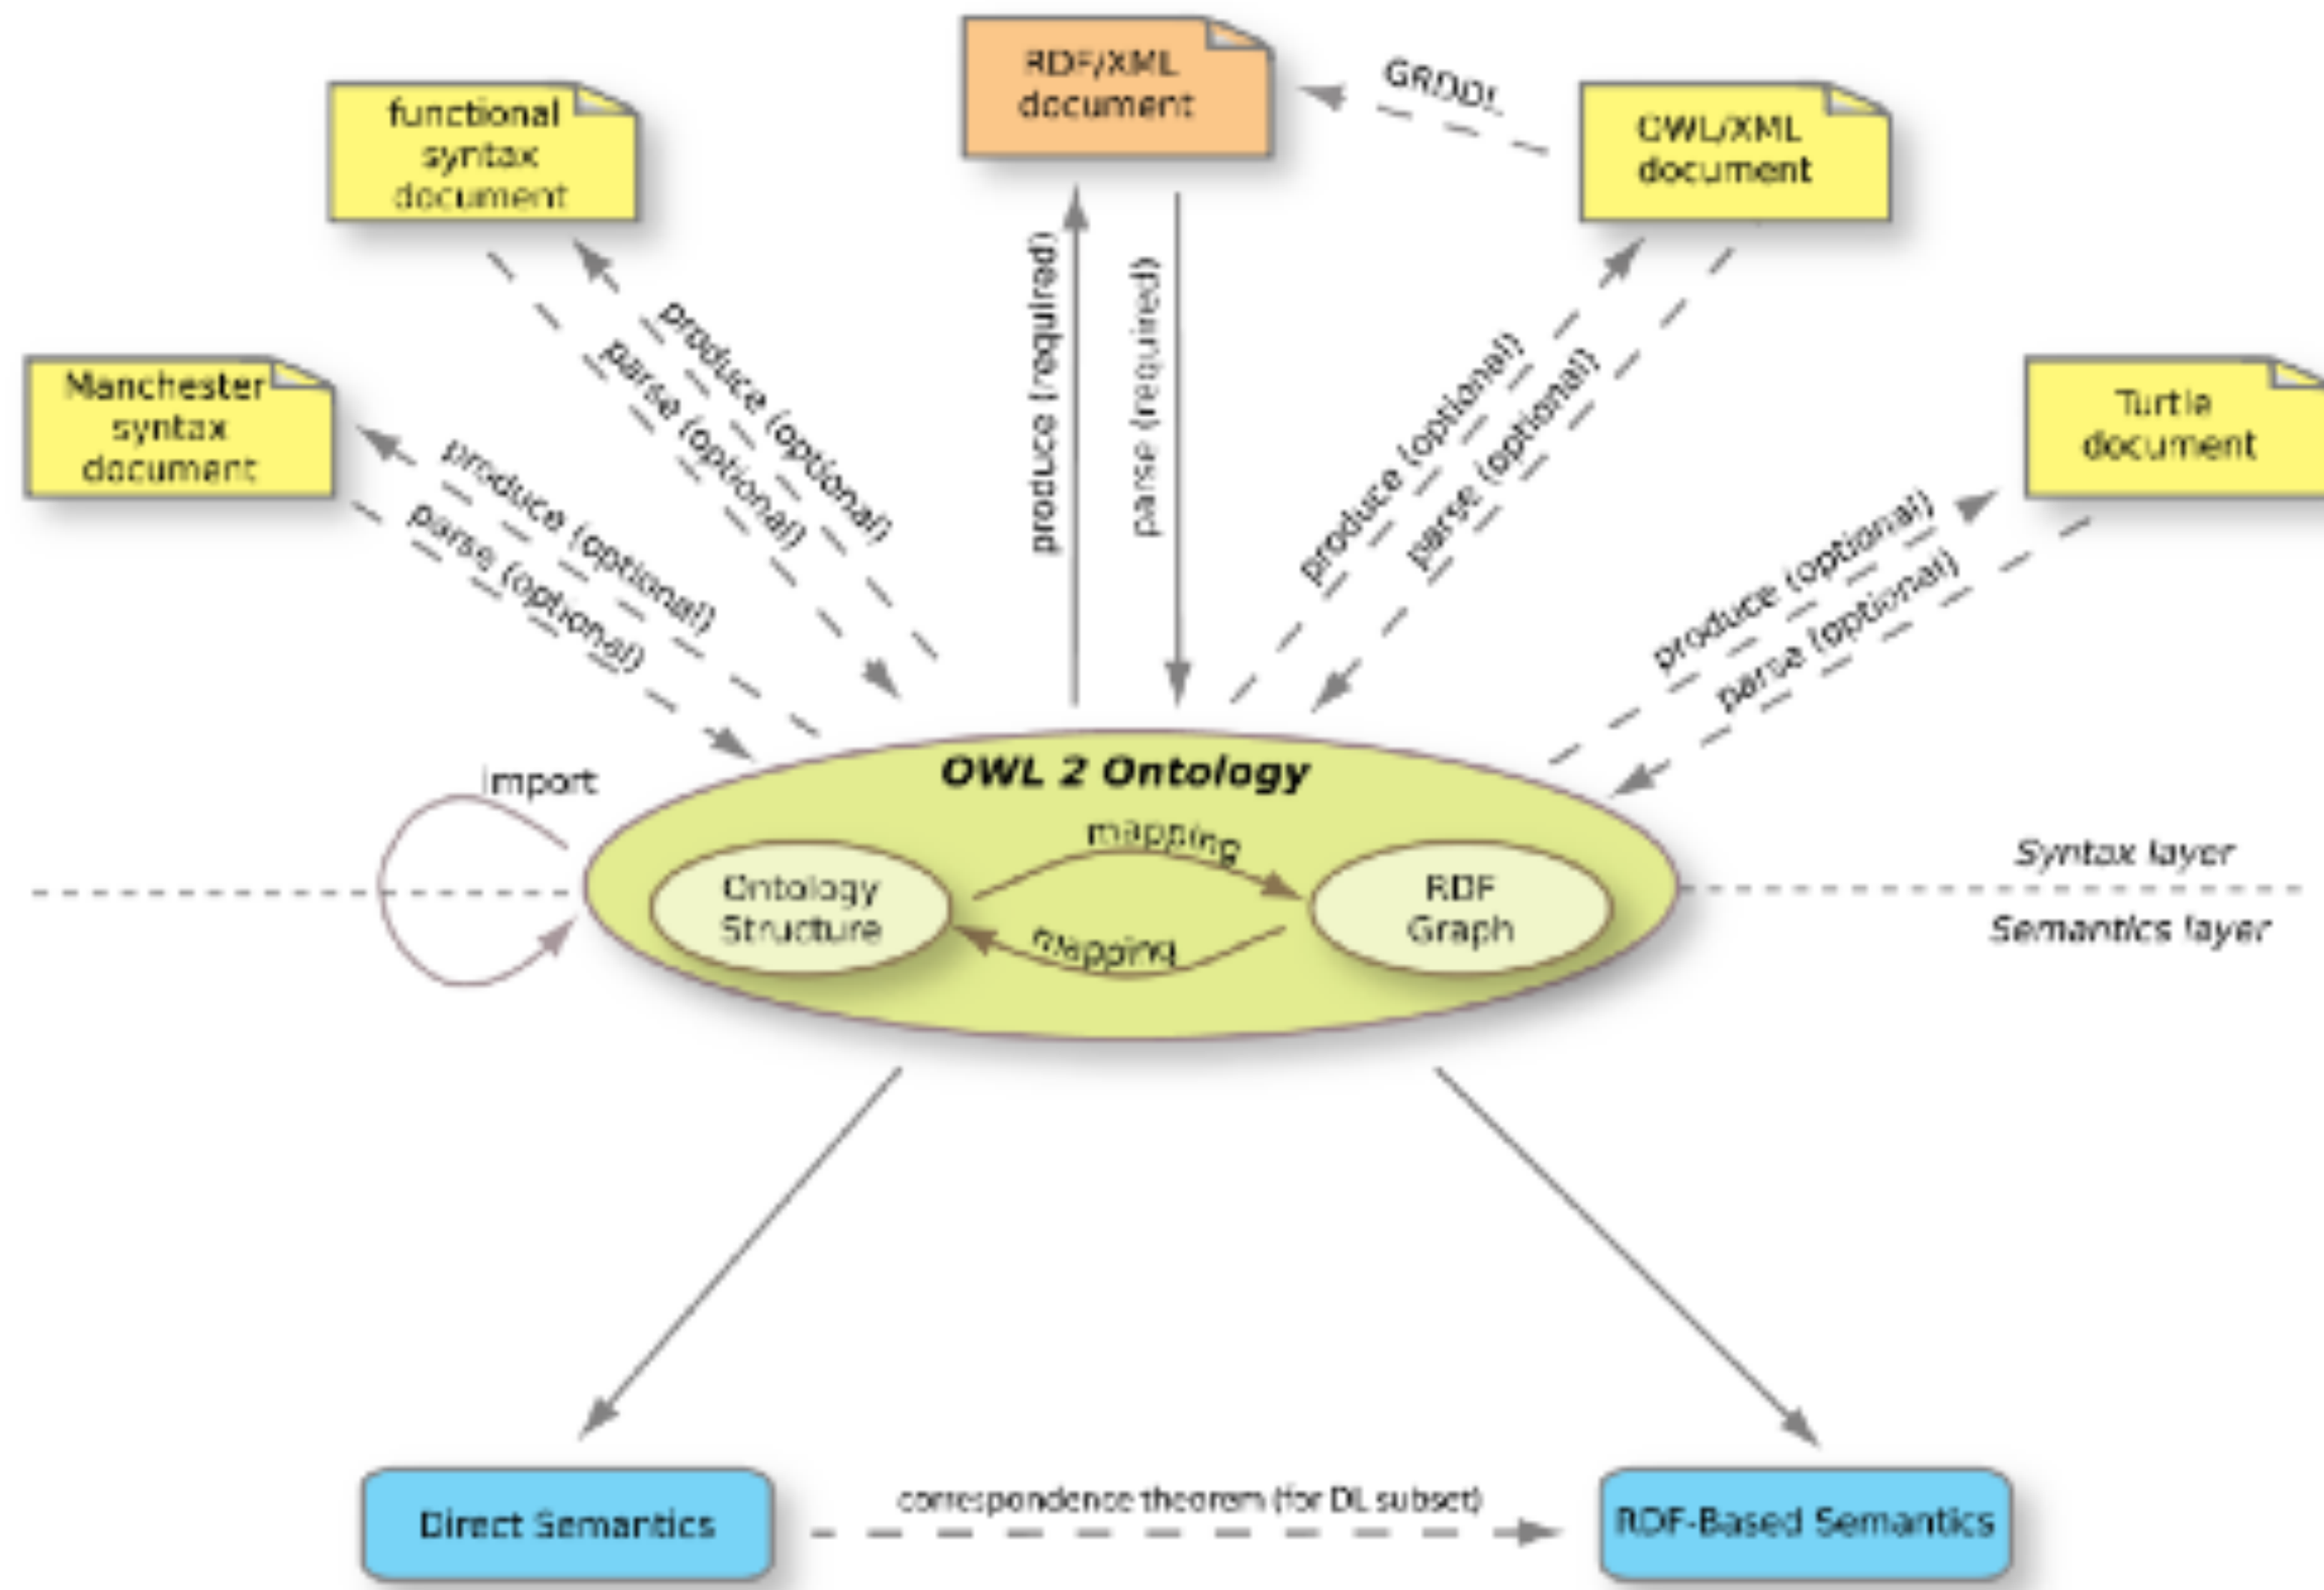 RDF/XML
document
GRDDL
functional
syntax
document
OWL/XML
document
Manchester
syntax
document
Turtle
document
produce (optional)
parse (optional)
produce (optional)
parse (optional)
produce (required)
parse (required)
produce (optional)
parse (optional)
produce (optional)
parse (optional)
import
OWL 2 Ontology
mapping
Ontology
Structure
RDF
Graph
mapping
Syntax layer
Semantics layer
Direct Semantics
correspondence theorem (for DL subset)
RDF-Based Semantics